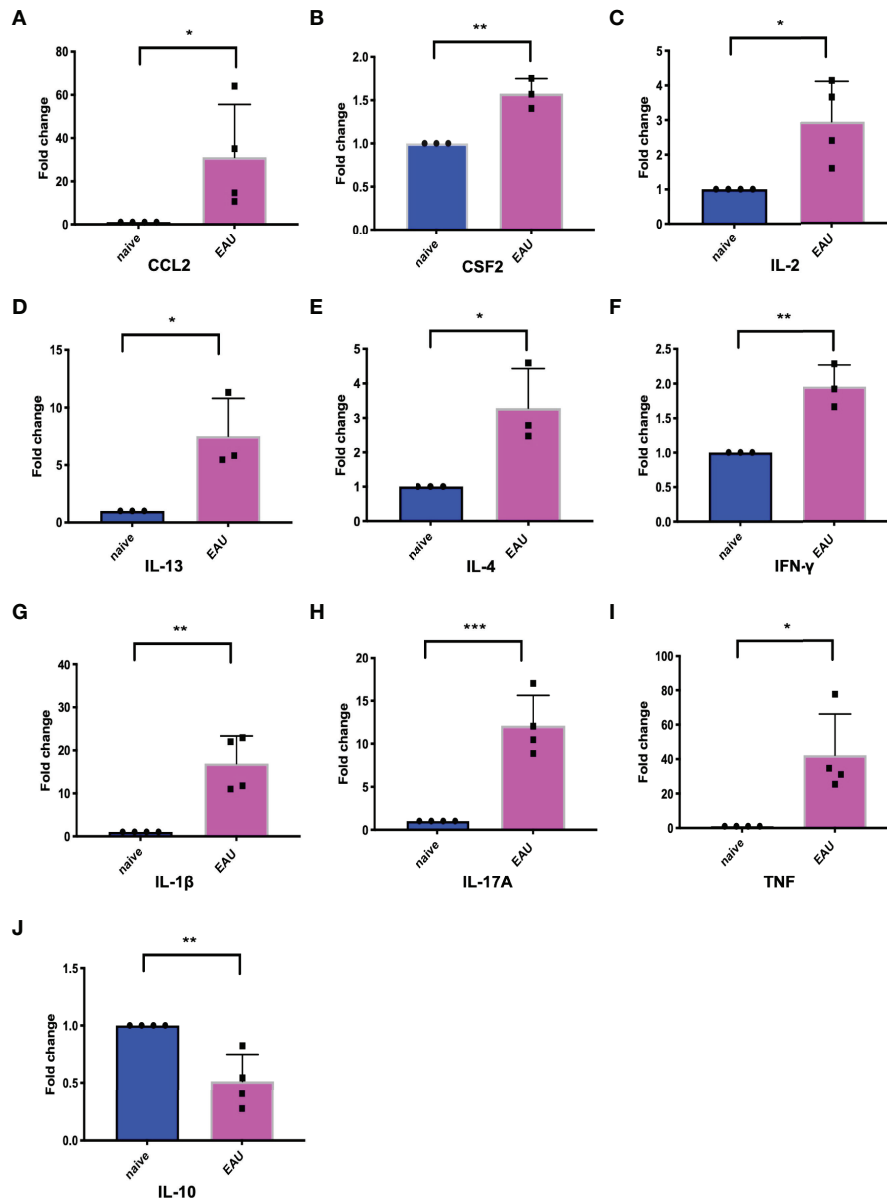 A
*
Fold change
80
60
40
20
0
naive
EAU
CCL2
B
**
Fold change
2.0
1.5
1.0
0.5
0.0
naive
EAU
CSF2
C
*
Fold change
5
4
3
2
1
0
naive
EAU
IL-2
D
*
Fold change
15
10
5
0
naive
EAU
IL-13
E
*
Fold change
5
4
3
2
1
0
naive
EAU
IL-4
F
**
Fold change
2.5
2.0
1.5
1.0
0.5
0.0
naive
EAU
IFN-γ
G
**
Fold change
40
30
20
10
0
naive
EAU
IL-1β
H
***
Fold change
20
15
10
5
0
naive
EAU
IL-17A
I
*
Fold change
100
80
60
40
20
0
naive
EAU
TNF
J
**
Fold change
1.5
1.0
0.5
0.0
naive
EAU
IL-10